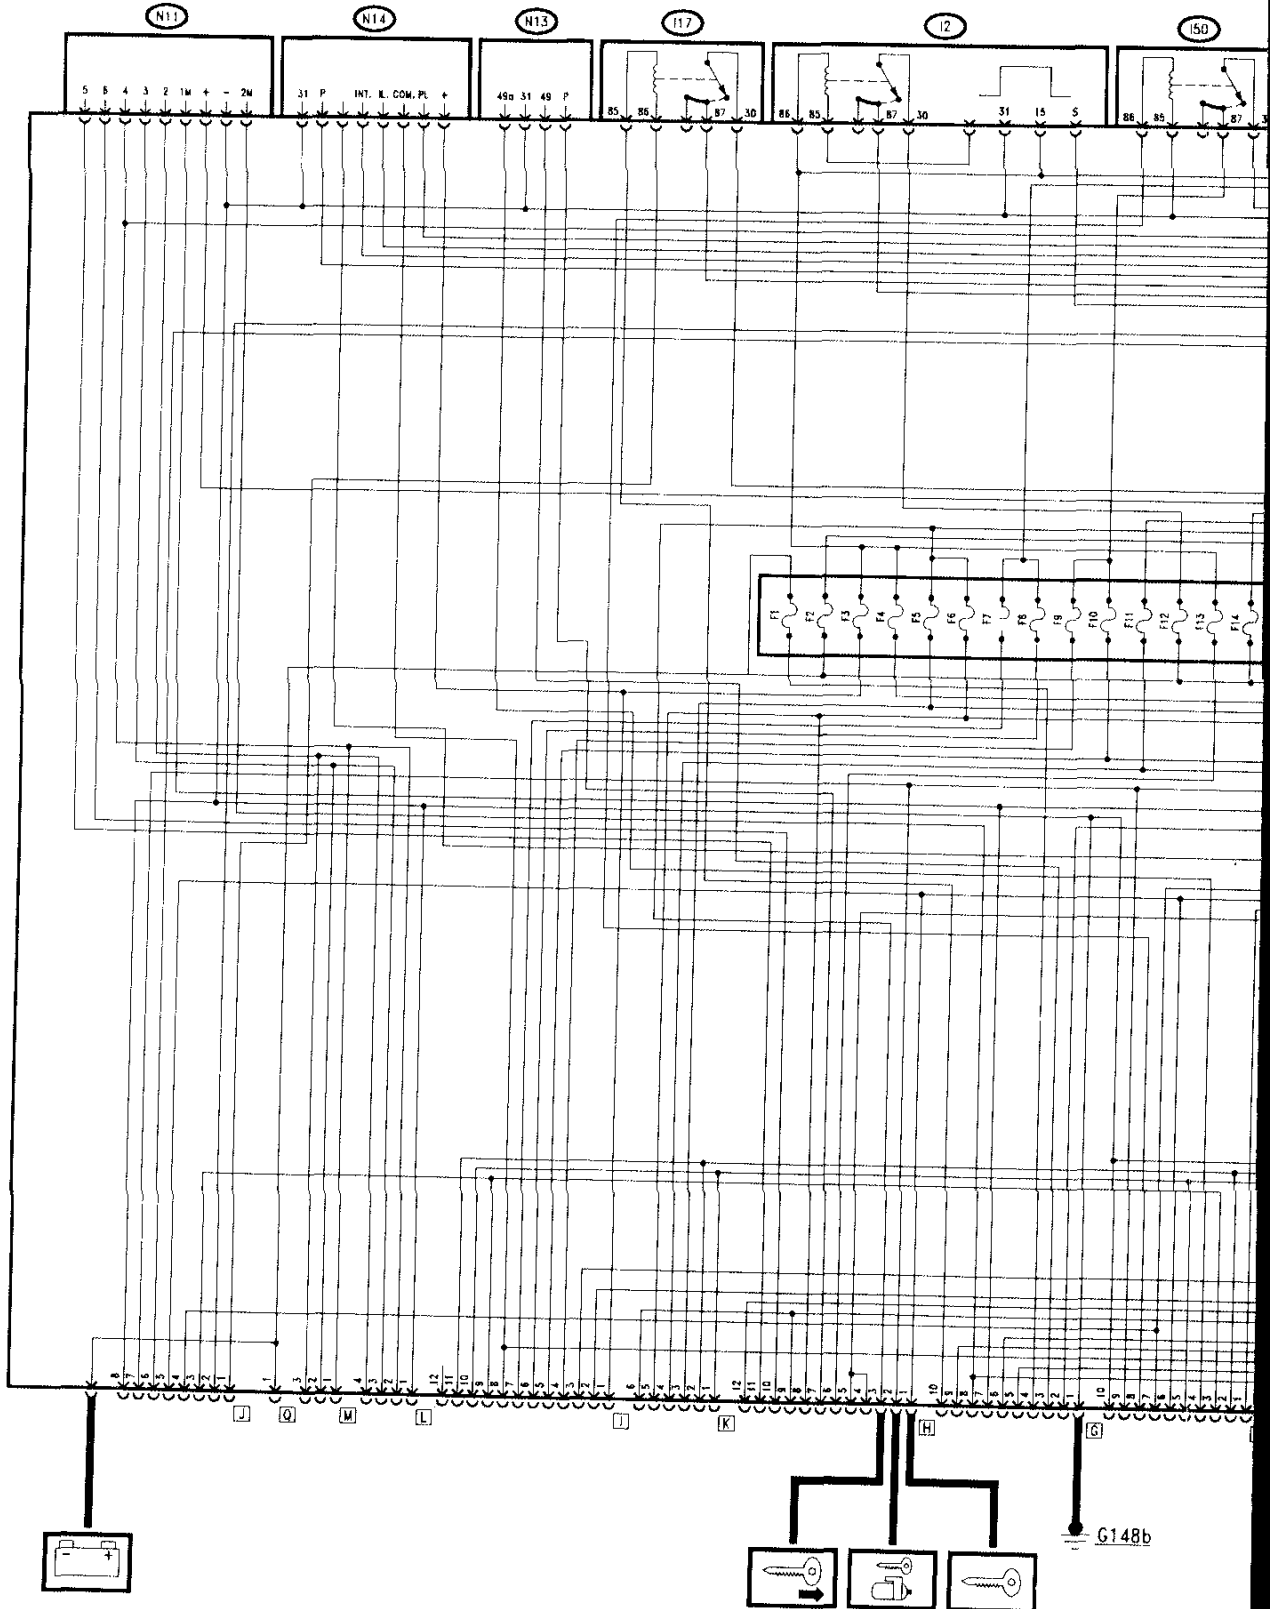 N11 N14 N13 I17 I2 I50
5 6 4 3 2 1M + - 2M
31 P INT. IL. COM. PL +
49a 31 49 P
85 86 87 30
86 85 87 30 31 15 S
86 85 87 3
F1 F2 F3 F4 F5 F6 F7 F8 F9 F10 F11 F12 F13 F14
8 7 6 5 4 3 2 1
1
3 2 1
4 3 2 1
12 11 10 9 8 7 6 5 4 3 2 1
6 5 4 3 2 1
12 11 10 9 8 7 6 5 4 3 2 1
10 9 8 7 6 5 4 3 2 1
10 9 8 7 6 5 4 3 2 1
J Q M L I K H G
- +
G148b